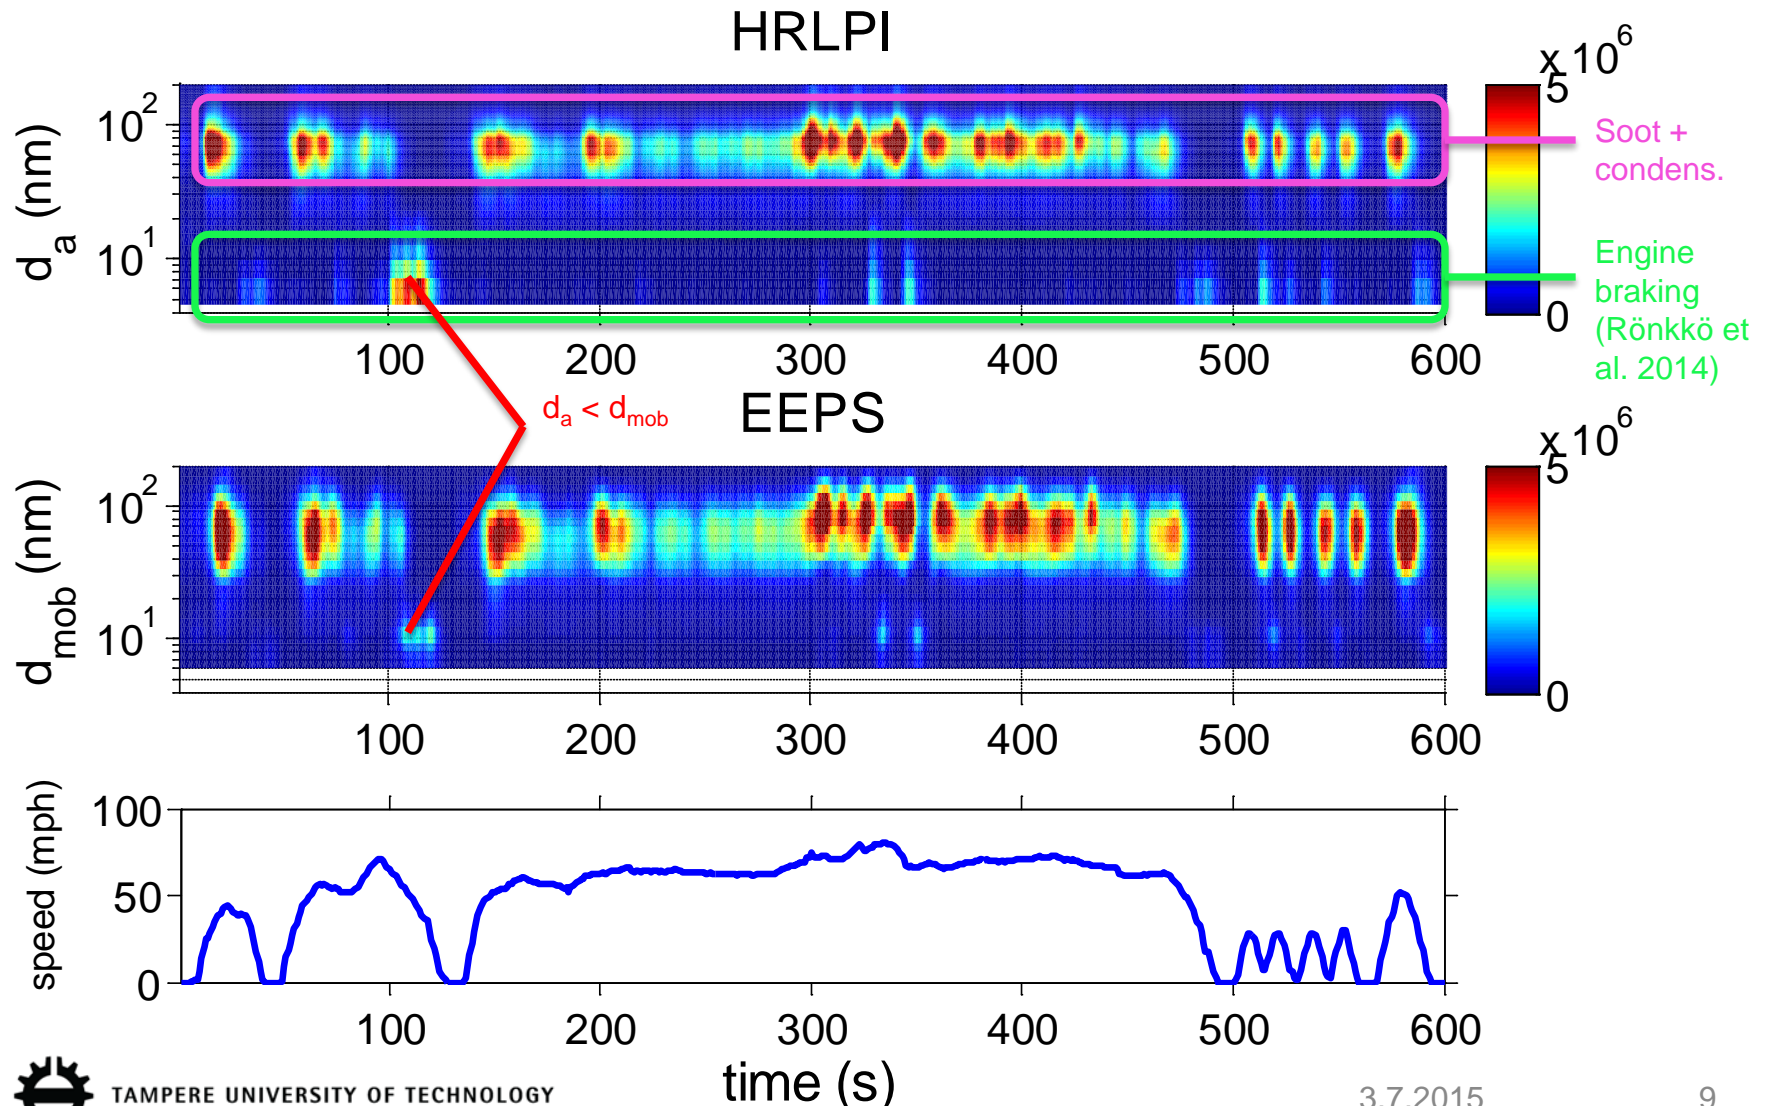 HRLPI
x 10^6
5
0
d_a (nm)
10^2
10^1
Soot +
condens.
Engine
braking
(Rönkkö et
al. 2014)
100 200 300 400 500 600
d_a < d_mob
EEPS
x 10^6
5
0
d_mob (nm)
10^2
10^1
100 200 300 400 500 600
speed (mph)
100
50
0
100 200 300 400 500 600
time (s)
TAMPERE UNIVERSITY OF TECHNOLOGY
3.7.2015
9